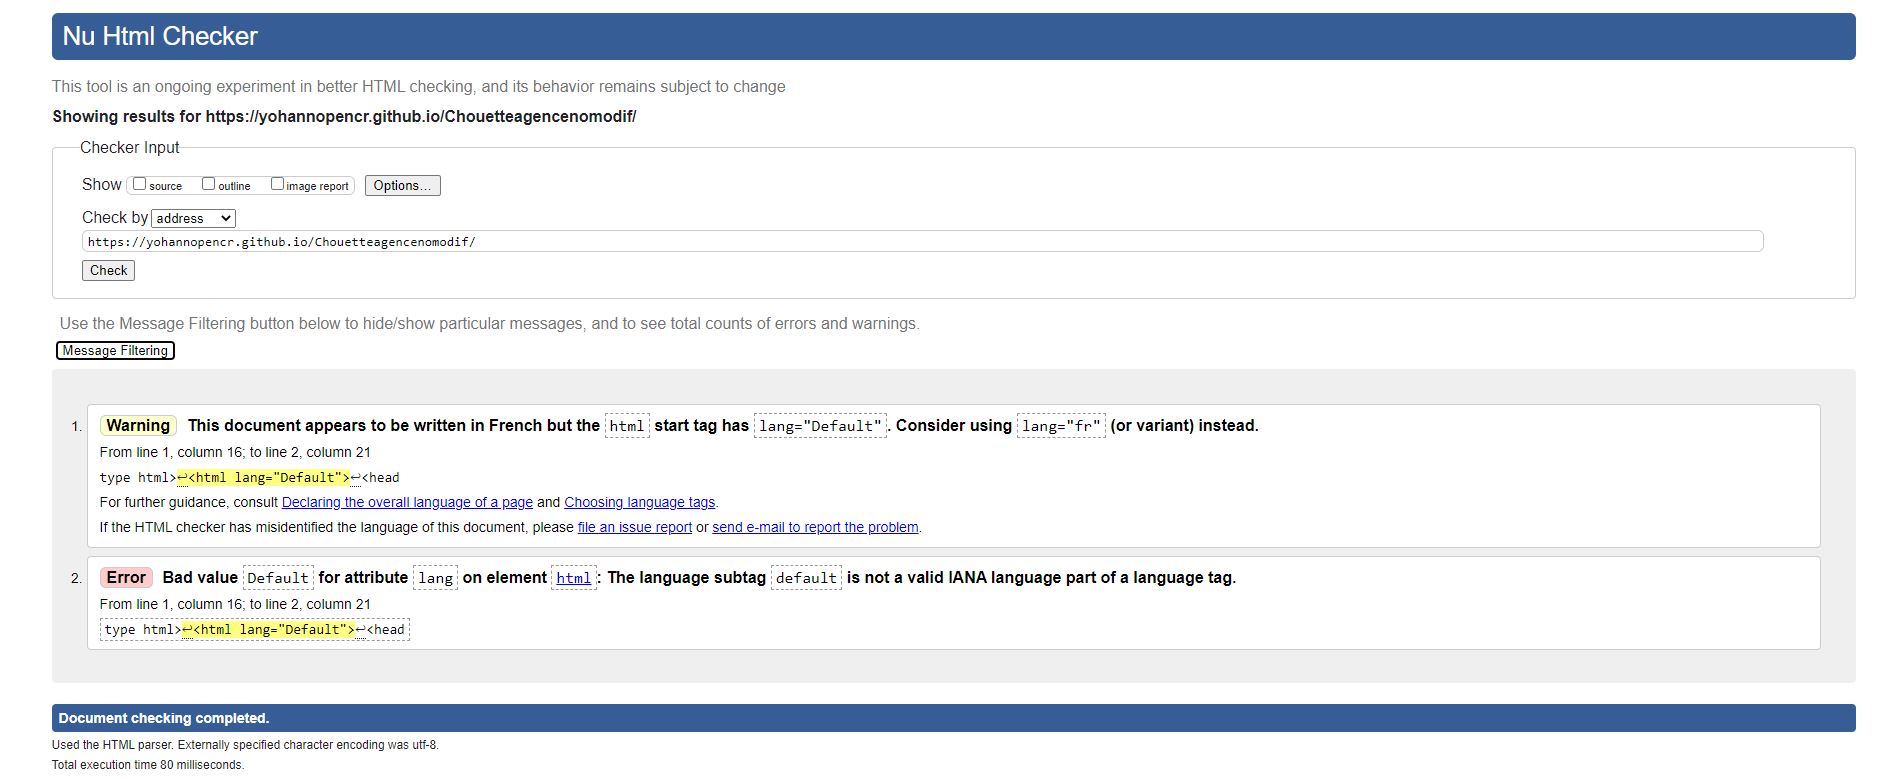 Nu Html Checker
This tool is an ongoing experiment in better HTML checking, and its behavior remains subject to change
Showing results for https://yohannopencr.github.io/Chouetteagencenomodif/
Checker Input
Show source outline image report Options...
Check by address
https://yohannopencr.github.io/Chouetteagencenomodif/
Check
Use the Message Filtering button below to hide/show particular messages, and to see total counts of errors and warnings.
Message Filtering
1. Warning This document appears to be written in French but the html start tag has lang="Default". Consider using lang="fr" (or variant) instead.
From line 1, column 16; to line 2, column 21
type html>↩<html lang="Default">↩<head
For further guidance, consult Declaring the overall language of a page and Choosing language tags.
If the HTML checker has misidentified the language of this document, please file an issue report or send e-mail to report the problem.
2. Error Bad value Default for attribute lang on element html: The language subtag default is not a valid IANA language part of a language tag.
From line 1, column 16; to line 2, column 21
type html>↩<html lang="Default">↩<head
Document checking completed.
Used the HTML parser. Externally specified character encoding was utf-8.
Total execution time 80 milliseconds.